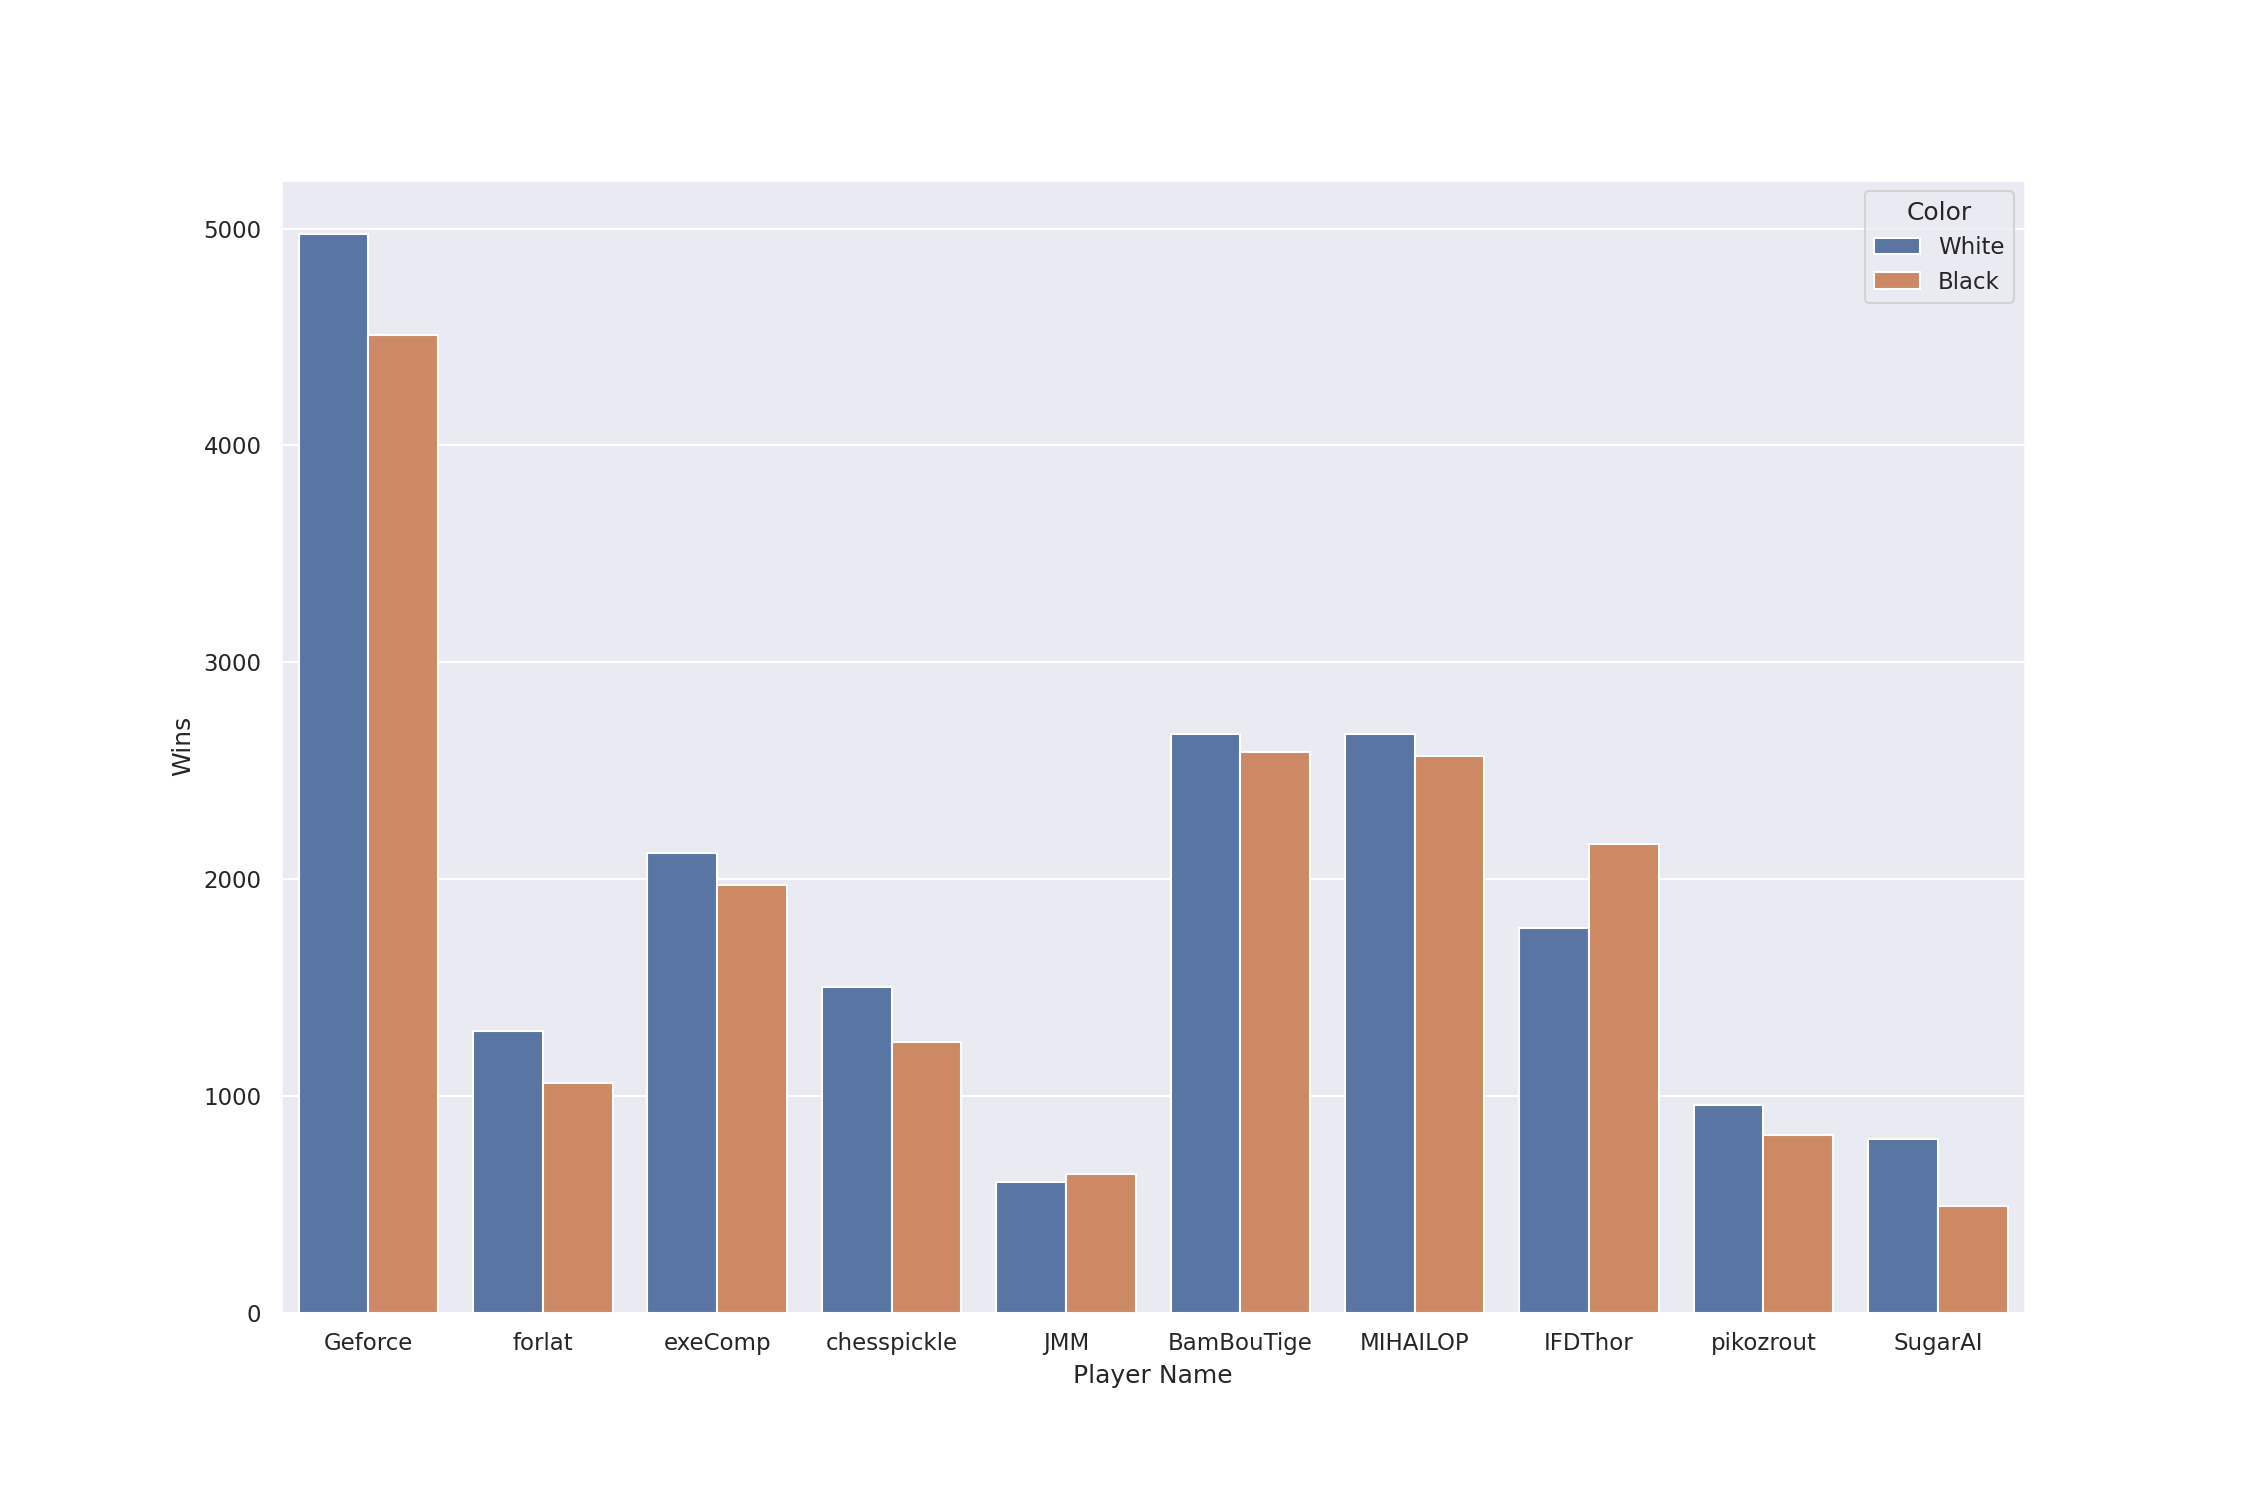 5000
4000
3000
2000
1000
0
Wins
Color
White
Black
Geforce forlat exeComp chesspickle JMM BamBouTige MIHAILOP IFDThor pikozrout SugarAI
Player Name